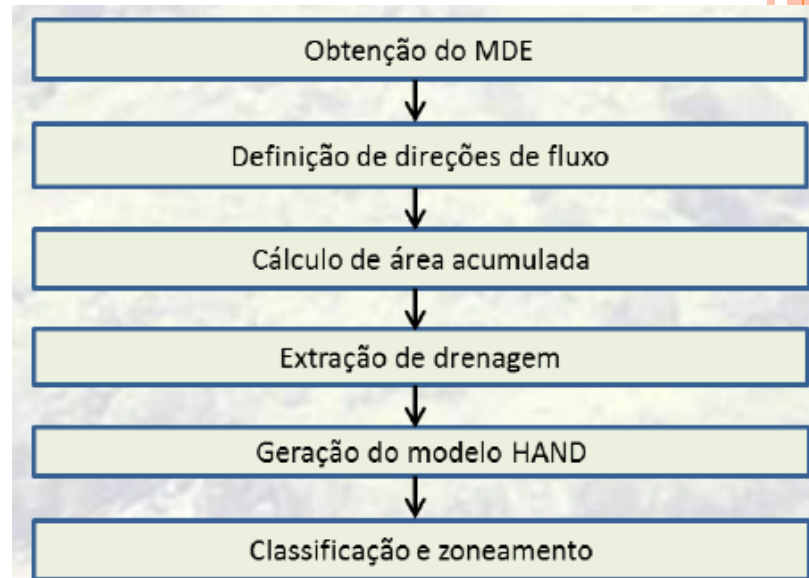 Obtenção do MDE
Definição de direções de fluxo
Cálculo de área acumulada
Extração de drenagem
Geração do modelo HAND
Classificação e zoneamento